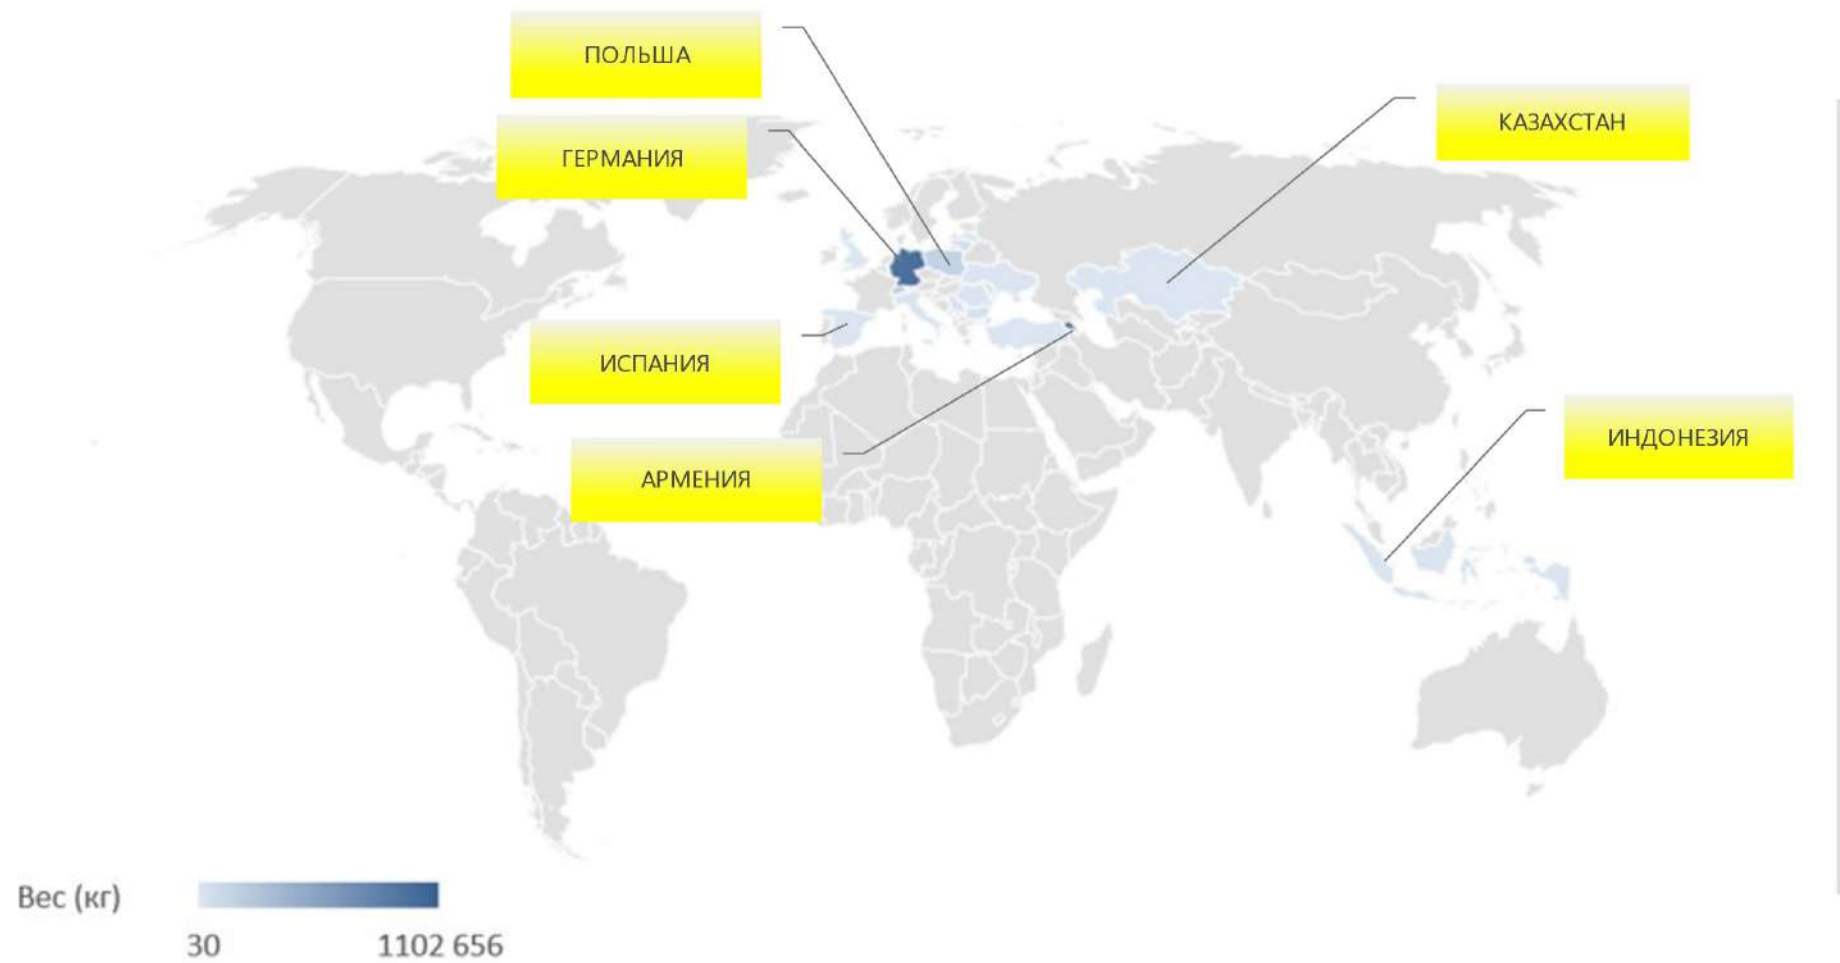 ПОЛЬША
ГЕРМАНИЯ
КАЗАХСТАН
ИСПАНИЯ
АРМЕНИЯ
ИНДОНЕЗИЯ
Вес (кг)
30
1102 656